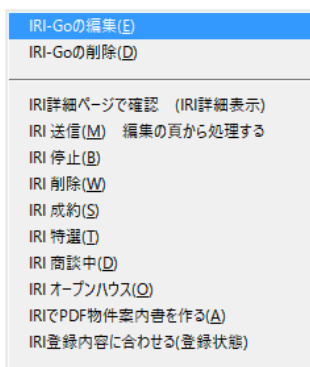 IRI-Goの編集(E)
IRI-Goの削除(D)
IRI詳細ページで確認　(IRI詳細表示)
IRI 送信(M)　編集の頁から処理する
IRI 停止(B)
IRI 削除(W)
IRI 成約(S)
IRI 特選(T)
IRI 商談中(D)
IRI オープンハウス(O)
IRIでPDF物件案内書を作る(A)
IRI登録内容に合わせる(登録状態)